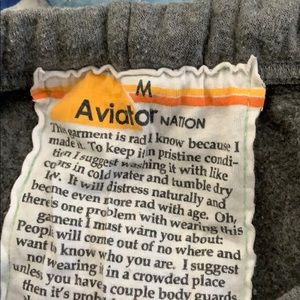 M
Aviator NATION
This garment is rad I know because I
made it. To keep it in pristine condi-
tion I suggest washing it with like
colors in cold water and tumble dry
low. It will distress naturally and
become even more rad with age. Oh,
there is one problem with wearing this
garment I must warn you about:
People will come out of no where and
want to know who you are. I suggest
not wearing it in a crowded place
unless you have a couple body guards
then it's